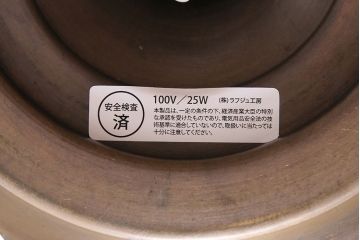 安全検査
済
100V／25W (株)ラフジュ工房
本製品は、一定の条件の下、経済産業大臣の特別
な承認を受けたものであり、電気用品安全法の技
術基準に適合していないので、取扱いに当たっては
十分に注意してください。